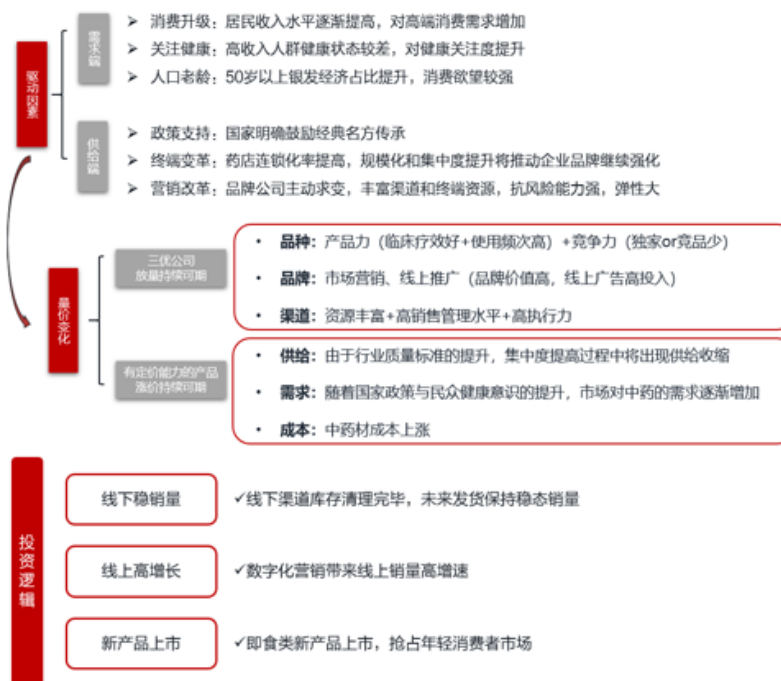 驱动因素
需求端
➢ 消费升级：居民收入水平逐渐提高，对高端消费需求增加
➢ 关注健康：高收入人群健康状态较差，对健康关注度提升
➢ 人口老龄：50岁以上银发经济占比提升，消费欲望较强
供给端
➢ 政策支持：国家明确鼓励经典名方传承
➢ 终端变革：药店连锁化率提高，规模化和集中度提升将推动企业品牌继续强化
➢ 营销改革：品牌公司主动求变，丰富渠道和终端资源，抗风险能力强，弹性大
量价变化
三优公司
放量持续可期
• 品种：产品力（临床疗效好+使用频次高）+竞争力（独家or竞品少）
• 品牌：市场营销、线上推广（品牌价值高，线上广告高投入）
• 渠道：资源丰富+高销售管理水平+高执行力
有定价能力的产品
涨价持续可期
• 供给：由于行业质量标准的提升，集中度提高过程中将出现供给收缩
• 需求：随着国家政策与民众健康意识的提升，市场对中药的需求逐渐增加
• 成本：中药材成本上涨
投资逻辑
线下稳销量
✓线下渠道库存清理完毕，未来发货保持稳态销量
线上高增长
✓数字化营销带来线上销量高增速
新产品上市
✓即食类新产品上市，抢占年轻消费者市场